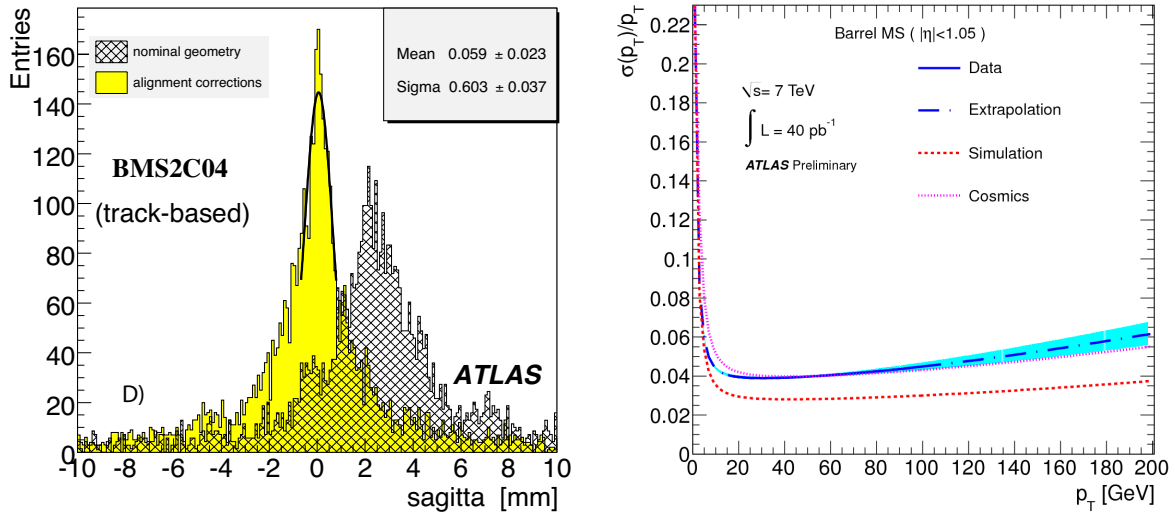 Entries
160
140
120
100
80
60
40
20
0
nominal geometry
alignment corrections
Mean 0.059 ± 0.023
Sigma 0.603 ± 0.037
BMS2C04
(track-based)
D)
ATLAS
-10 -8 -6 -4 -2 0 2 4 6 8 10
sagitta [mm]
σ(p_T)/p_T
0.22
0.2
0.18
0.16
0.14
0.12
0.1
0.08
0.06
0.04
0.02
0
Barrel MS ( |η|<1.05 )
√s= 7 TeV
∫ L = 40 pb⁻¹
ATLAS Preliminary
Data
Extrapolation
Simulation
Cosmics
0 20 40 60 80 100 120 140 160 180 200
p_T [GeV]